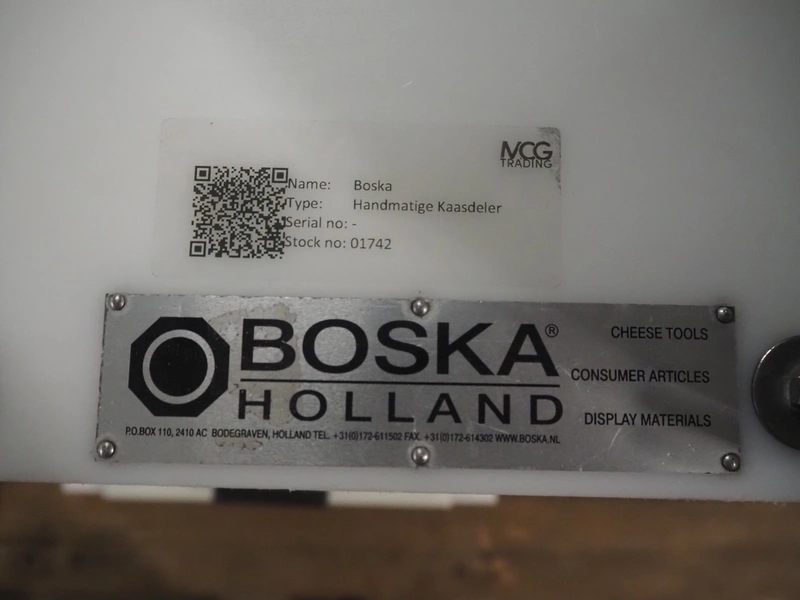 MCG
TRADING
Name: Boska
Type: Handmatige Kaasdeler
Serial no: -
Stock no: 01742
BOSKA®
HOLLAND
CHEESE TOOLS
CONSUMER ARTICLES
DISPLAY MATERIALS
P.O.BOX 110, 2410 AC BODEGRAVEN, HOLLAND TEL. +31(0)172-611502 FAX. +31(0)172-614302 WWW.BOSKA.NL